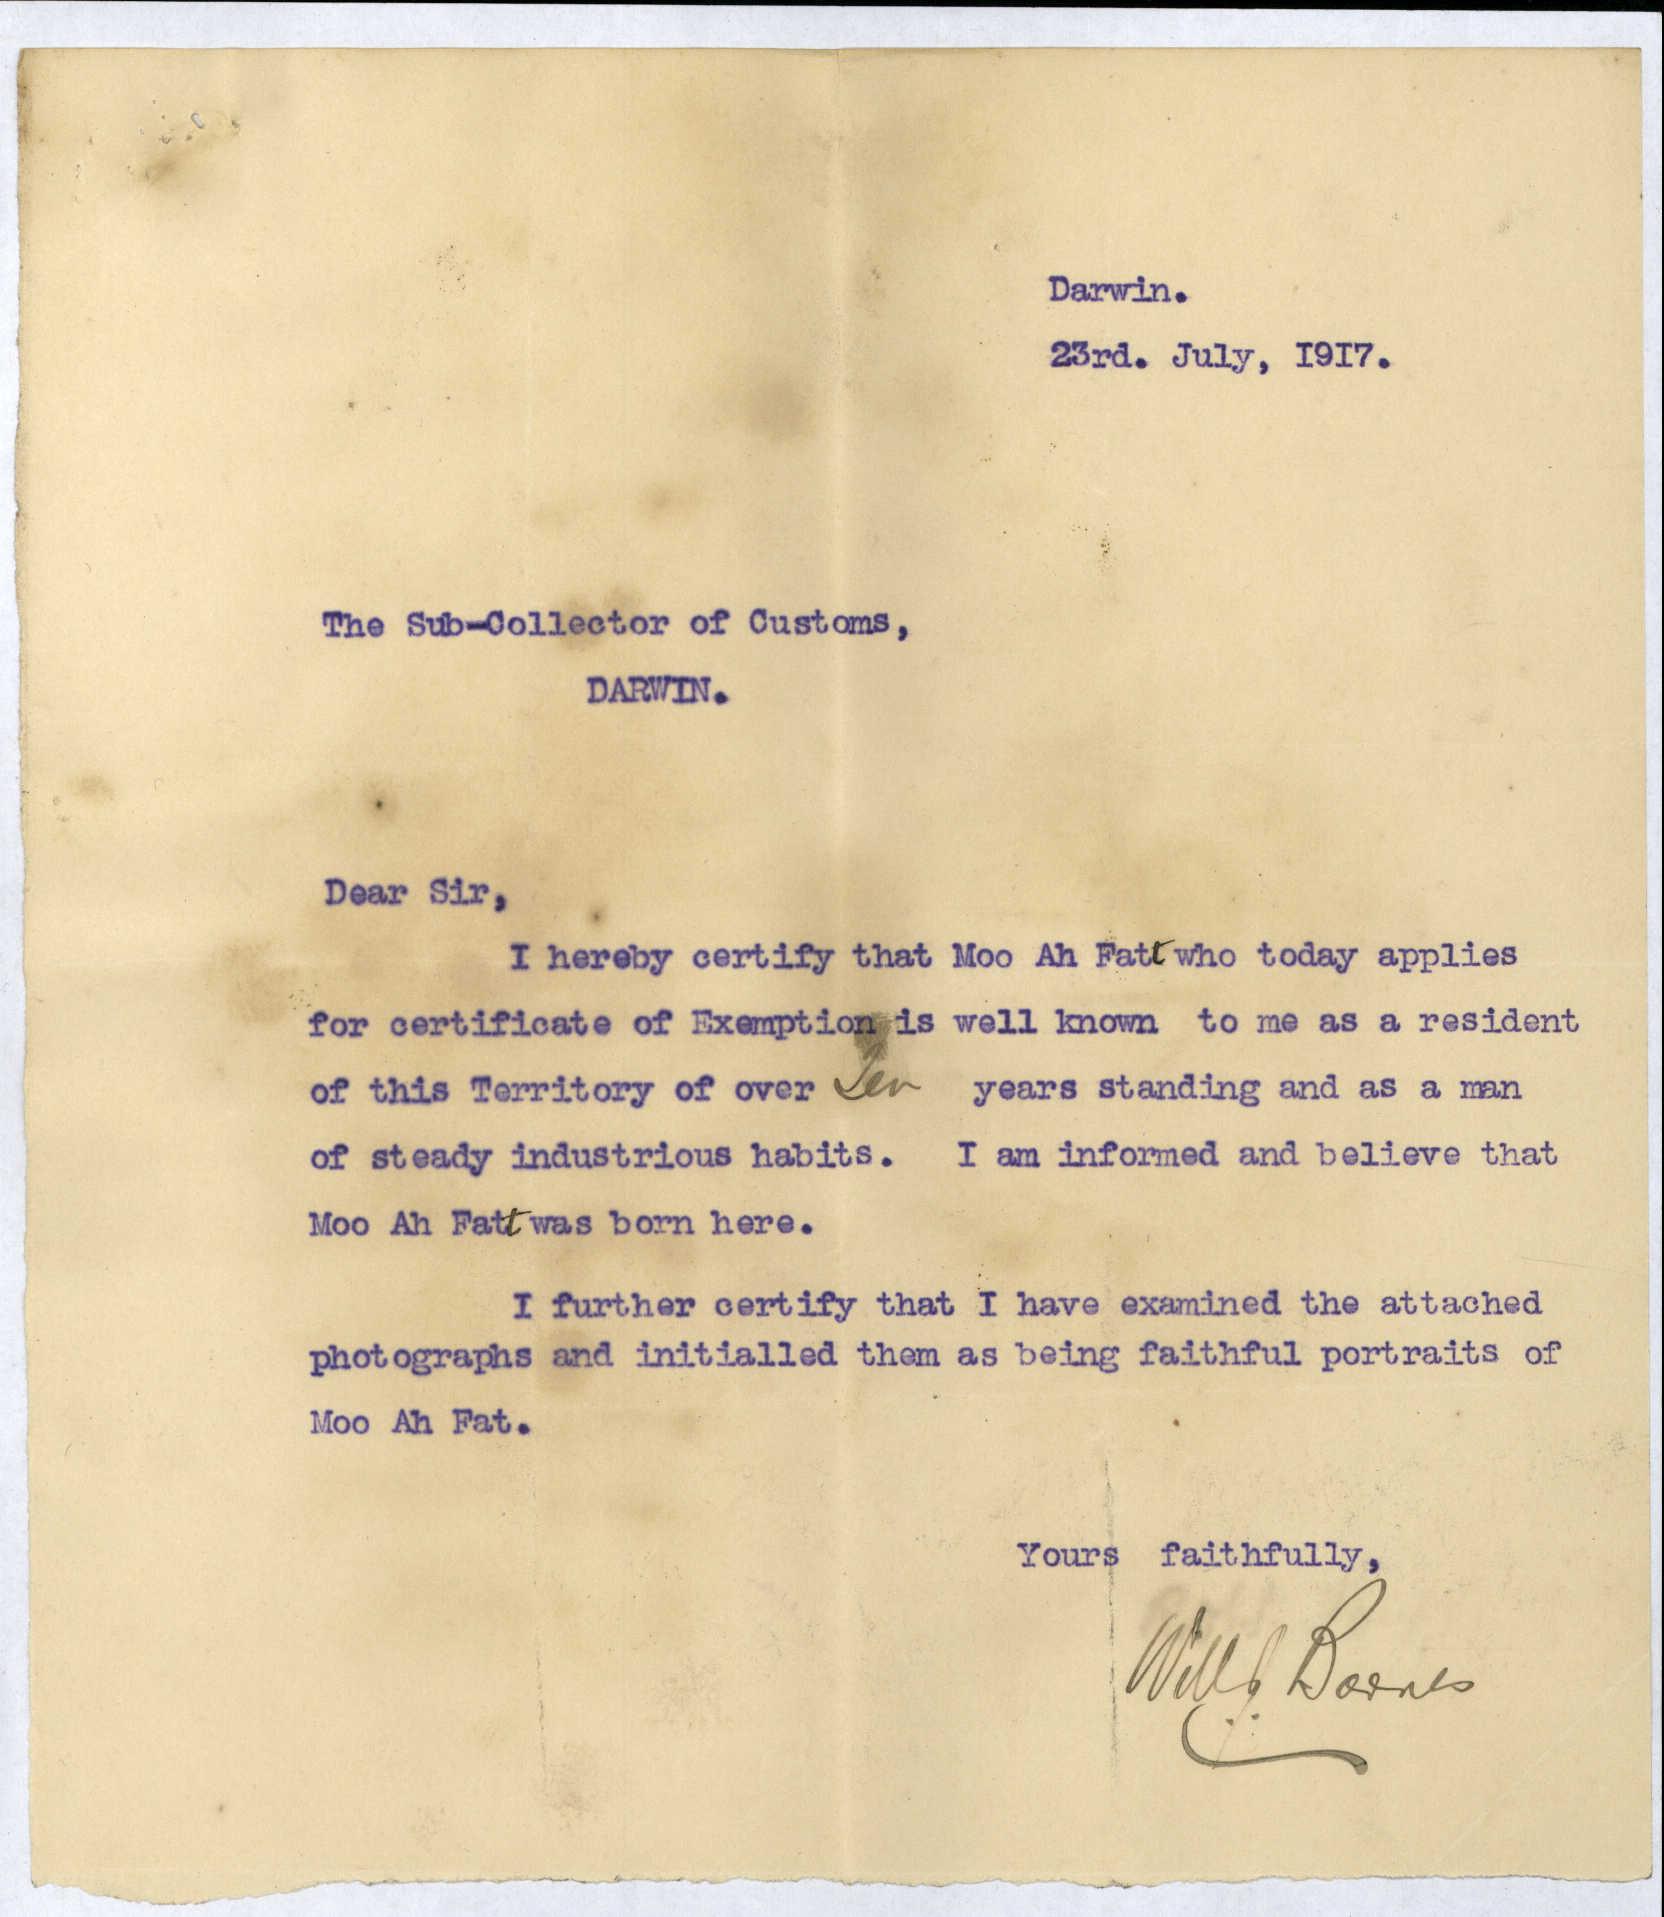 Darwin.
23rd. July, I9I7.
The Sub-Collector of Customs,
DARWIN.
Dear Sir,
I hereby certify that Moo Ah Fatt who today applies
for certificate of Exemption is well known to me as a resident
of this Territory of over Ten years standing and as a man
of steady industrious habits. I am informed and believe that
Moo Ah Fatt was born here.
I further certify that I have examined the attached
photographs and initialled them as being faithful portraits of
Moo Ah Fat.
Yours faithfully,
Barnes